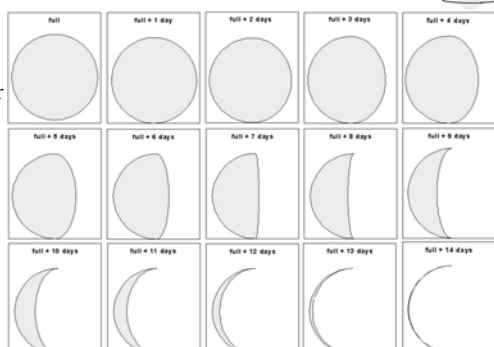 full
full + 1 day
full + 2 days
full + 3 days
full + 4 days
full + 5 days
full + 6 days
full + 7 days
full + 8 days
full + 9 days
full + 10 days
full + 11 days
full + 12 days
full + 13 days
full + 14 days